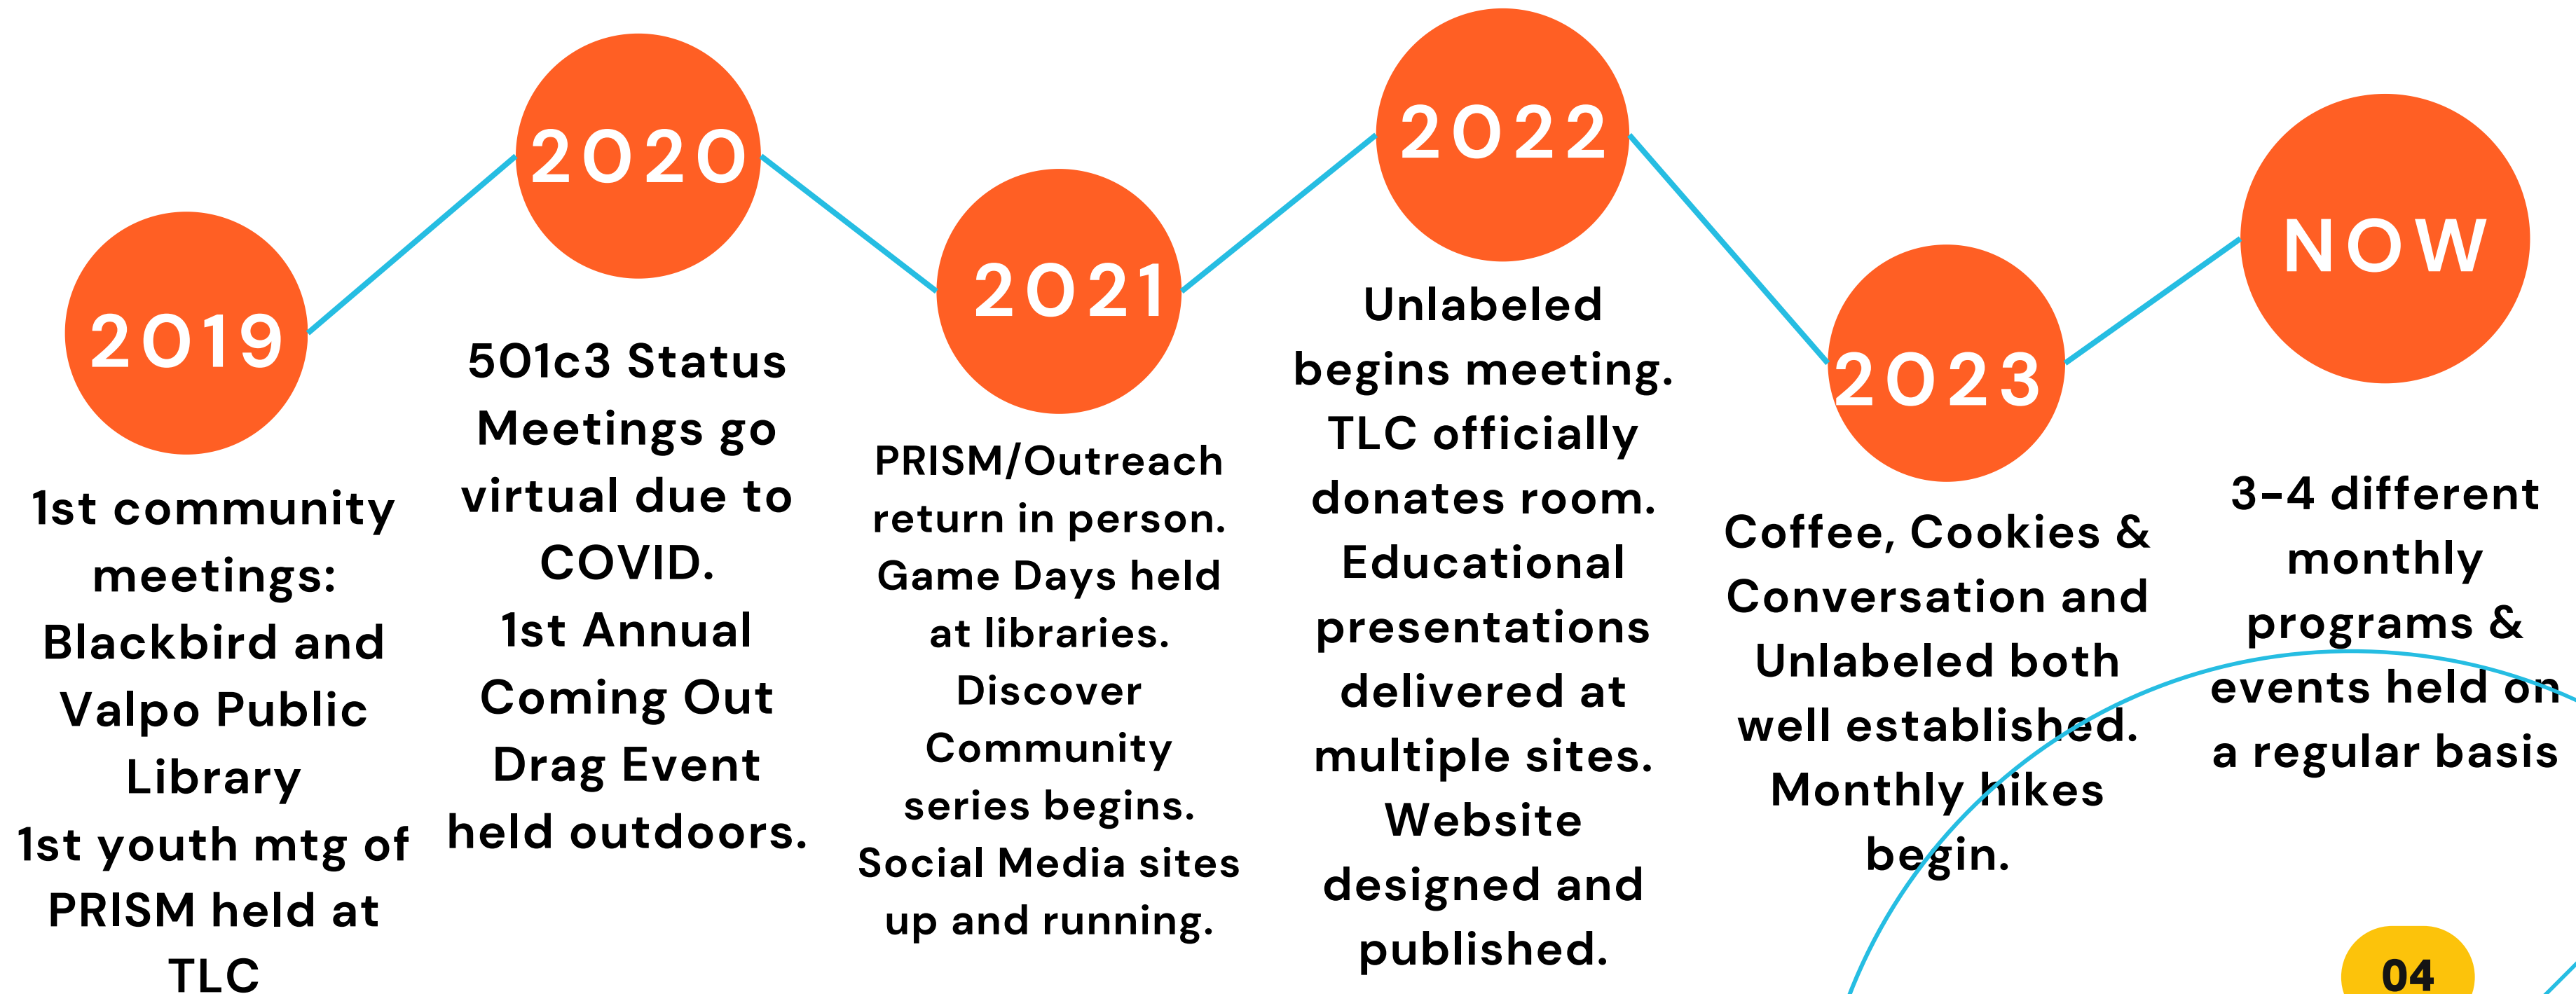 2019
1st community
meetings:
Blackbird and
Valpo Public
Library
1st youth mtg of
PRISM held at
TLC
2020
501c3 Status
Meetings go
virtual due to
COVID.
1st Annual
Coming Out
Drag Event
held outdoors.
2021
PRISM/Outreach
return in person.
Game Days held
at libraries.
Discover
Community
series begins.
Social Media sites
up and running.
2022
Unlabeled
begins meeting.
TLC officially
donates room.
Educational
presentations
delivered at
multiple sites.
Website
designed and
published.
2023
Coffee, Cookies &
Conversation and
Unlabeled both
well established.
Monthly hikes
begin.
NOW
3-4 different
monthly
programs &
events held on
a regular basis
04